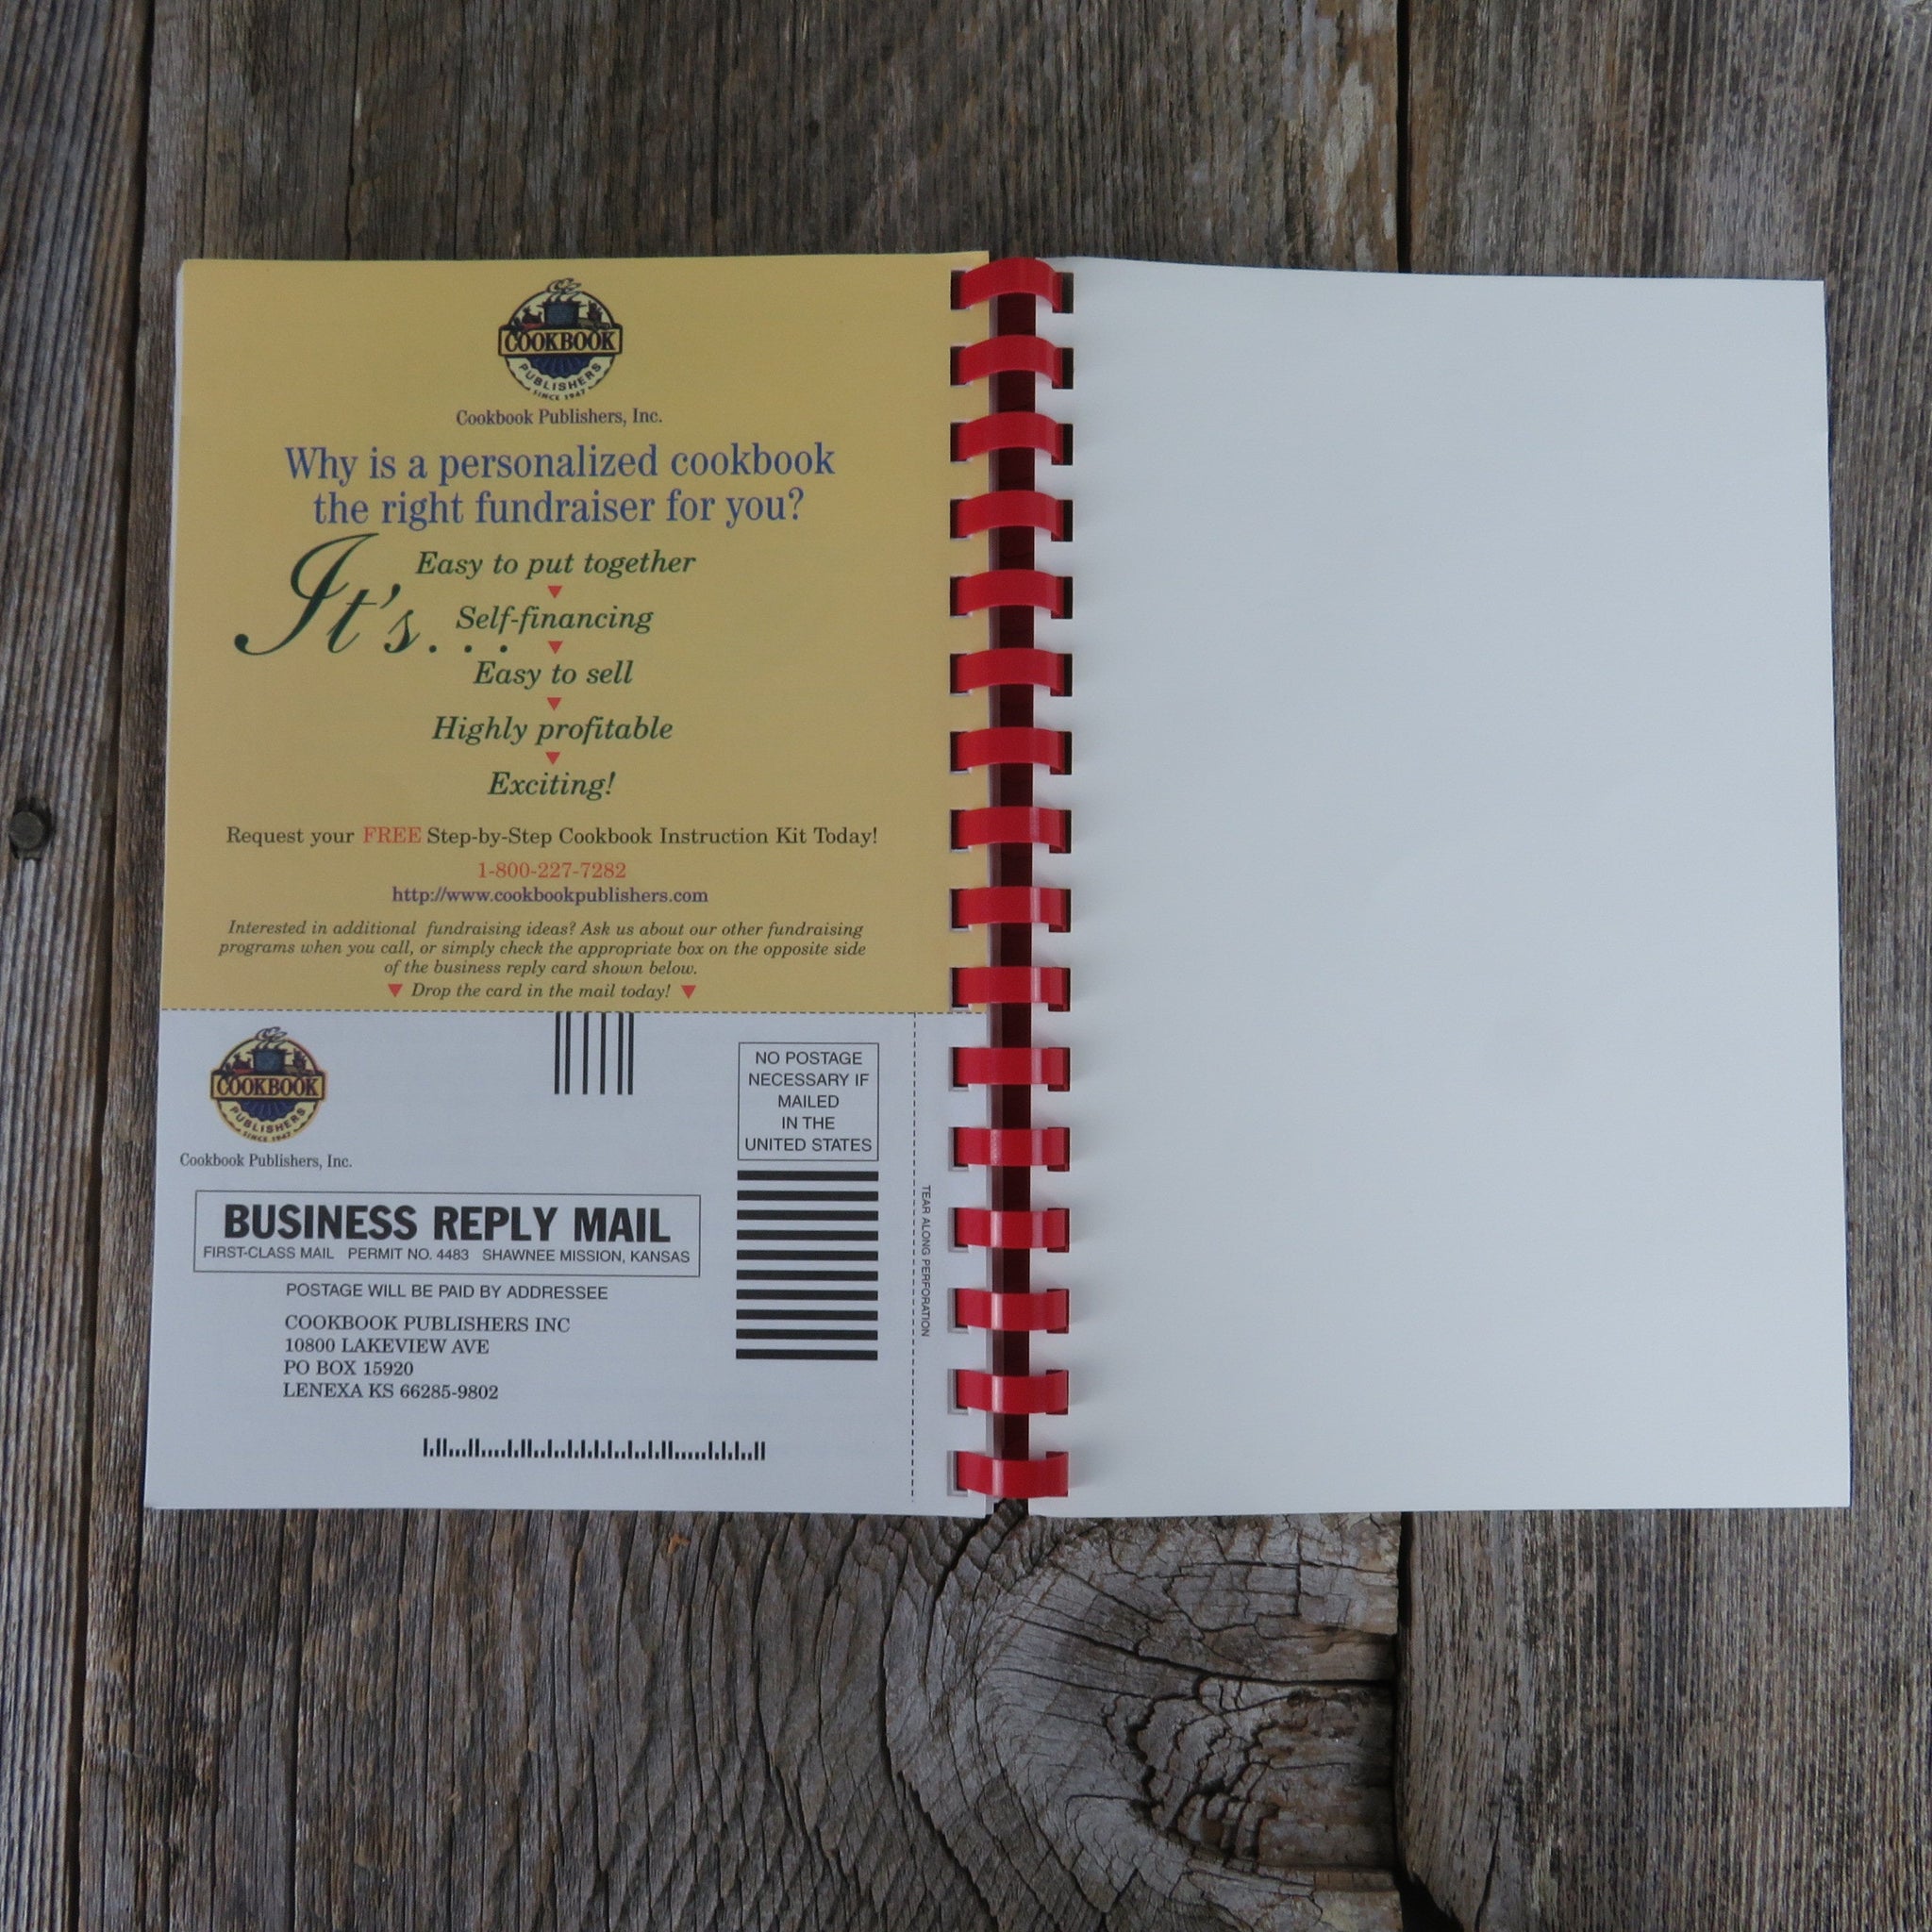 COOKBOOK
PUBLISHERS
SINCE 1947
Cookbook Publishers, Inc.
Why is a personalized cookbook
the right fundraiser for you?
It's...
Easy to put together
Self-financing
Easy to sell
Highly profitable
Exciting!
Request your FREE Step-by-Step Cookbook Instruction Kit Today!
1-800-227-7282
http://www.cookbookpublishers.com
Interested in additional fundraising ideas? Ask us about our other fundraising
programs when you call, or simply check the appropriate box on the opposite side
of the business reply card shown below.
Drop the card in the mail today!
COOKBOOK
PUBLISHERS
SINCE 1947
Cookbook Publishers, Inc.
NO POSTAGE
NECESSARY IF
MAILED
IN THE
UNITED STATES
BUSINESS REPLY MAIL
FIRST-CLASS MAIL PERMIT NO. 4483 SHAWNEE MISSION, KANSAS
POSTAGE WILL BE PAID BY ADDRESSEE
COOKBOOK PUBLISHERS INC
10800 LAKEVIEW AVE
PO BOX 15920
LENEXA KS 66285-9802
TEAR ALONG PERFORATION